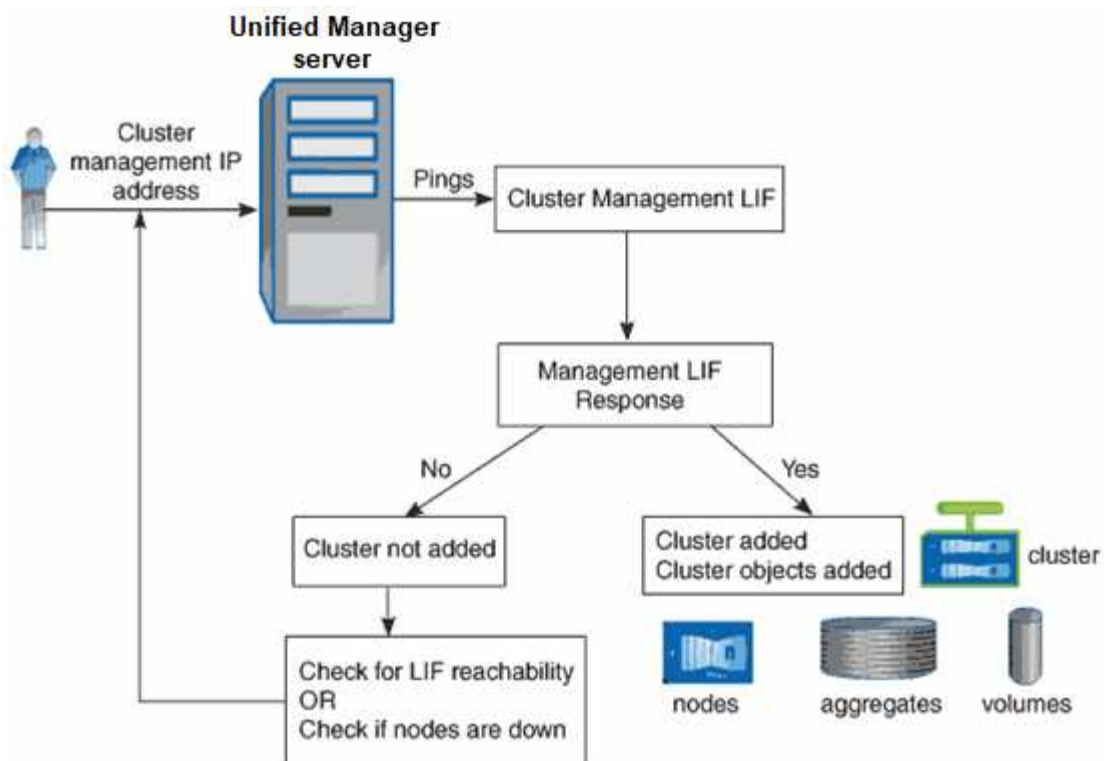 Unified Manager
server
Cluster
management IP
address
Pings
Cluster Management LIF
Management LIF
Response
No
Yes
Cluster not added
Cluster added
Cluster objects added
cluster
Check for LIF reachability
OR
Check if nodes are down
nodes
aggregates
volumes